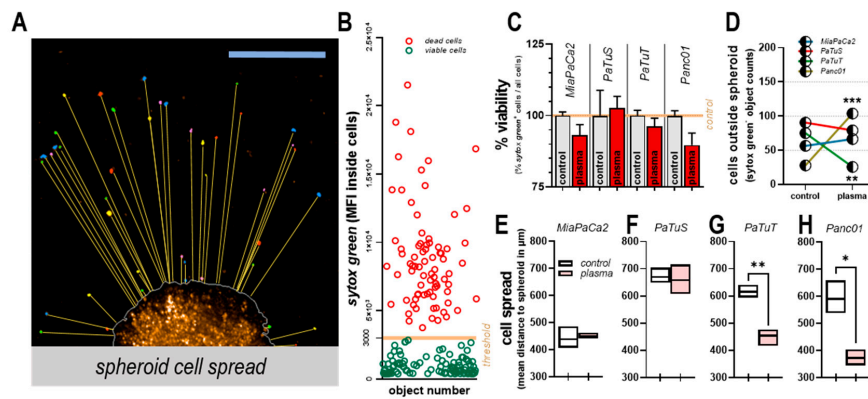 A
spheroid cell spread
B
dead cells
viable cells
sytox green (MFI inside cells)
2.5×10⁴
2×10⁴
1.5×10⁴
1×10⁴
5×10³
3000
0
threshold
object number
C
% viability
(% sytox green⁺ cells / all cells)
125
100
75
MiaPaCa2
PaTuS
PaTuT
Panc01
control
control
plasma
control
plasma
control
plasma
control
plasma
D
cells outside spheroid
(sytox green⁻ object counts)
MiaPaCa2
PaTuS
PaTuT
Panc01
200
150
100
50
0
***
**
control
plasma
E
MiaPaCa2
cell spread
(mean distance to spheroid in µm)
800
700
600
500
400
300
control
plasma
F
PaTuS
800
700
600
500
400
300
G
PaTuT
800
700
600
500
400
300
**
H
Panc01
800
700
600
500
400
300
*